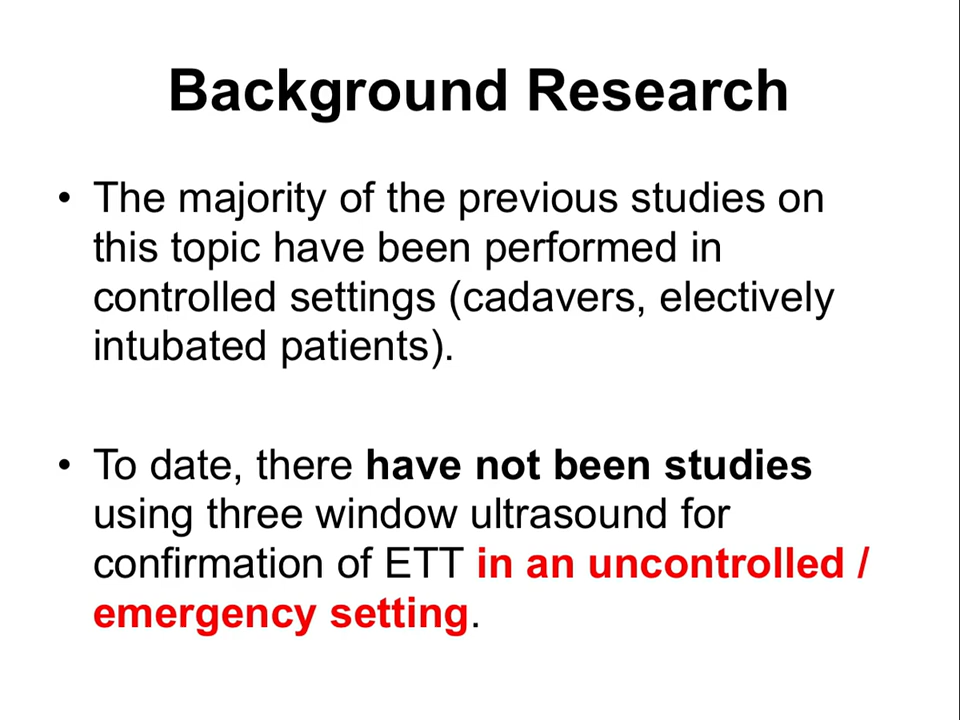 Background Research
• The majority of the previous studies on
this topic have been performed in
controlled settings (cadavers, electively
intubated patients).
• To date, there have not been studies
using three window ultrasound for
confirmation of ETT in an uncontrolled /
emergency setting.